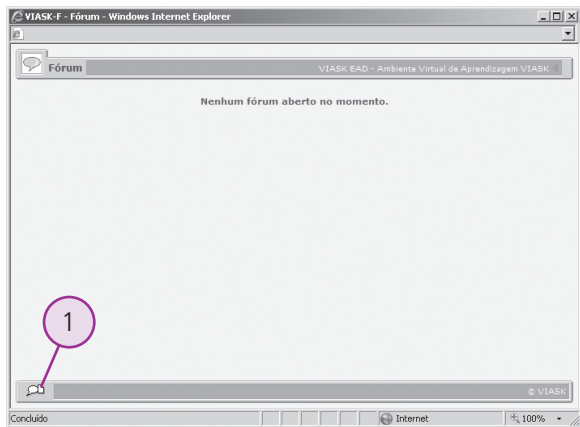 VIASK-F - Fórum - Windows Internet Explorer
Fórum
VIASK EAD - Ambiente Virtual de Aprendizagem VIASK
Nenhum fórum aberto no momento.
1
© VIASK
Concluído
Internet
100%